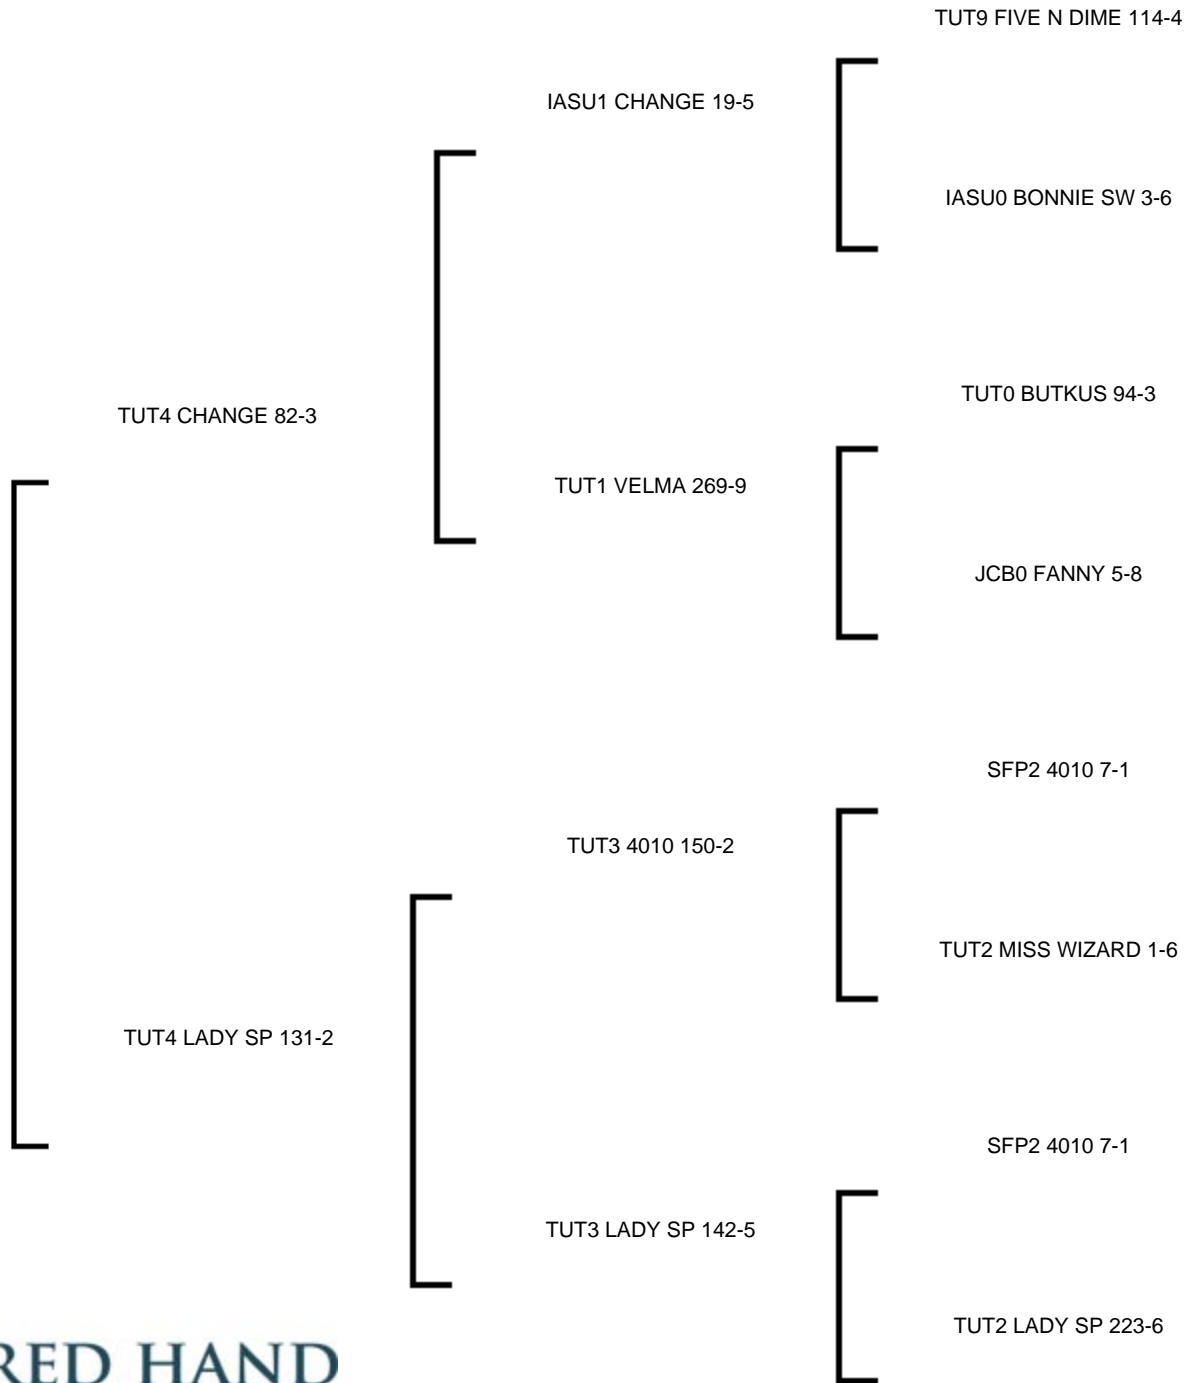 TUT9 FIVE N DIME 114-4
IASU1 CHANGE 19-5
IASU0 BONNIE SW 3-6
TUT4 CHANGE 82-3
TUT0 BUTKUS 94-3
TUT1 VELMA 269-9
JCB0 FANNY 5-8
SFP2 4010 7-1
TUT3 4010 150-2
TUT2 MISS WIZARD 1-6
TUT4 LADY SP 131-2
SFP2 4010 7-1
TUT3 LADY SP 142-5
TUT2 LADY SP 223-6
RED HAND